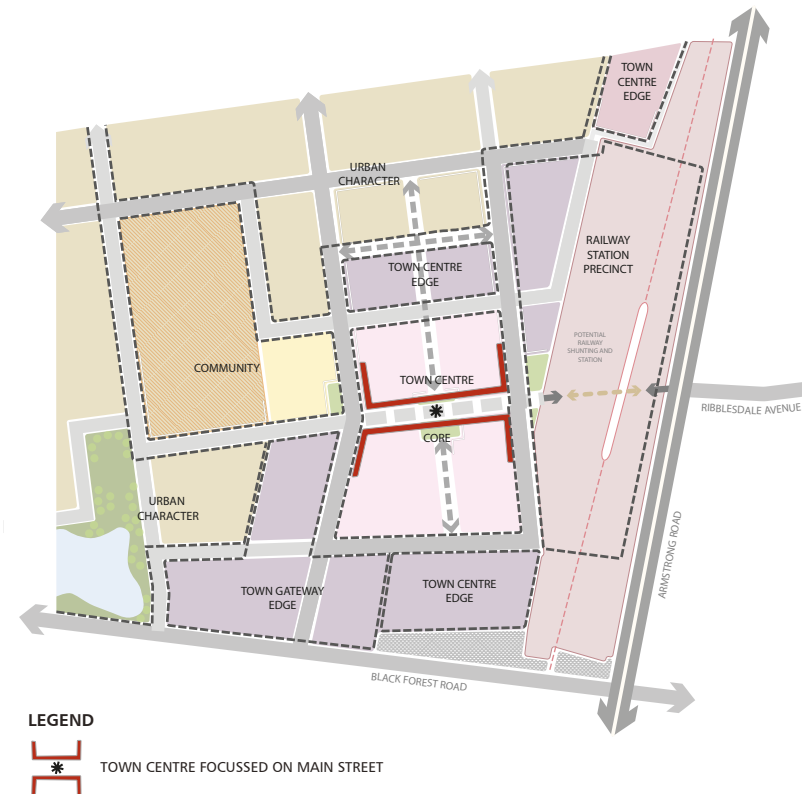 TOWN
CENTRE
EDGE
URBAN
CHARACTER
RAILWAY
STATION
PRECINCT
TOWN CENTRE
EDGE
POTENTIAL
RAILWAY
SHUNTING AND
STATION
COMMUNITY
TOWN CENTRE
CORE
RIBBLESDALE AVENUE
URBAN
CHARACTER
ARMSTRONG ROAD
TOWN GATEWAY
EDGE
TOWN CENTRE
EDGE
BLACK FOREST ROAD
LEGEND
TOWN CENTRE FOCUSSED ON MAIN STREET